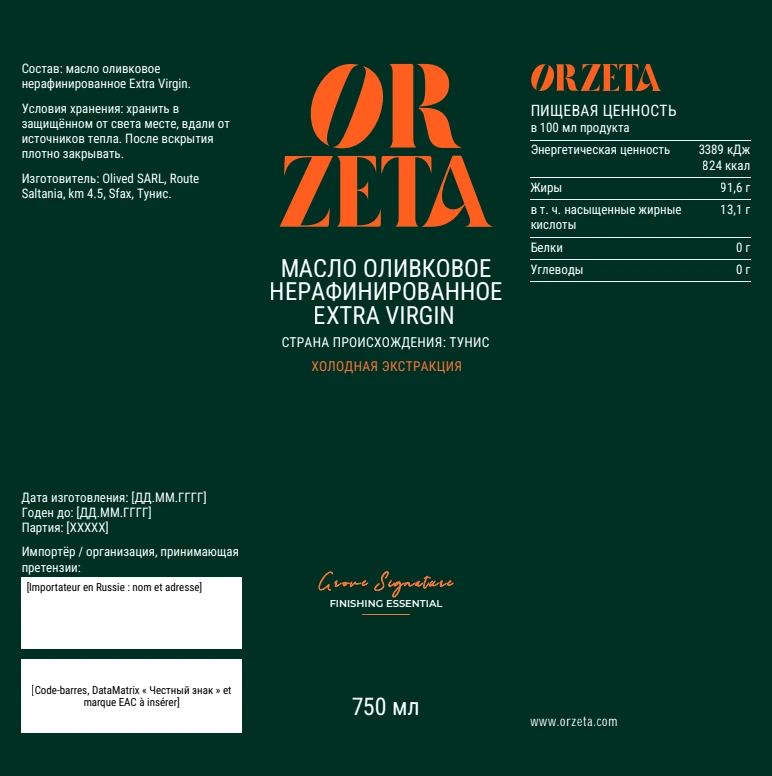 Состав: масло оливковое
нерафинированное Extra Virgin.
Условия хранения: хранить в
защищённом от света месте, вдали от
источников тепла. После вскрытия
плотно закрывать.
Изготовитель: Olived SARL, Route
Saltania, km 4.5, Sfax, Тунис.
Дата изготовления: [ДД.ММ.ГГГГ]
Годен до: [ДД.ММ.ГГГГ]
Партия: [XXXXX]
Импортёр / организация, принимающая
претензии:
[Importateur en Russie : nom et adresse]
[Code-barres, DataMatrix « Честный знак » et
marque EAC à insérer]
ORZETA
OR
ZETA
МАСЛО ОЛИВКОВОЕ
НЕРАФИНИРОВАННОЕ
EXTRA VIRGIN
СТРАНА ПРОИСХОЖДЕНИЯ: ТУНИС
ХОЛОДНАЯ ЭКСТРАКЦИЯ
Grove Signature
FINISHING ESSENTIAL
750 мл
ПИЩЕВАЯ ЦЕННОСТЬ
в 100 мл продукта
Энергетическая ценность 3389 кДж
824 ккал
Жиры 91,6 г
в т. ч. насыщенные жирные 13,1 г
кислоты
Белки 0 г
Углеводы 0 г
www.orzeta.com